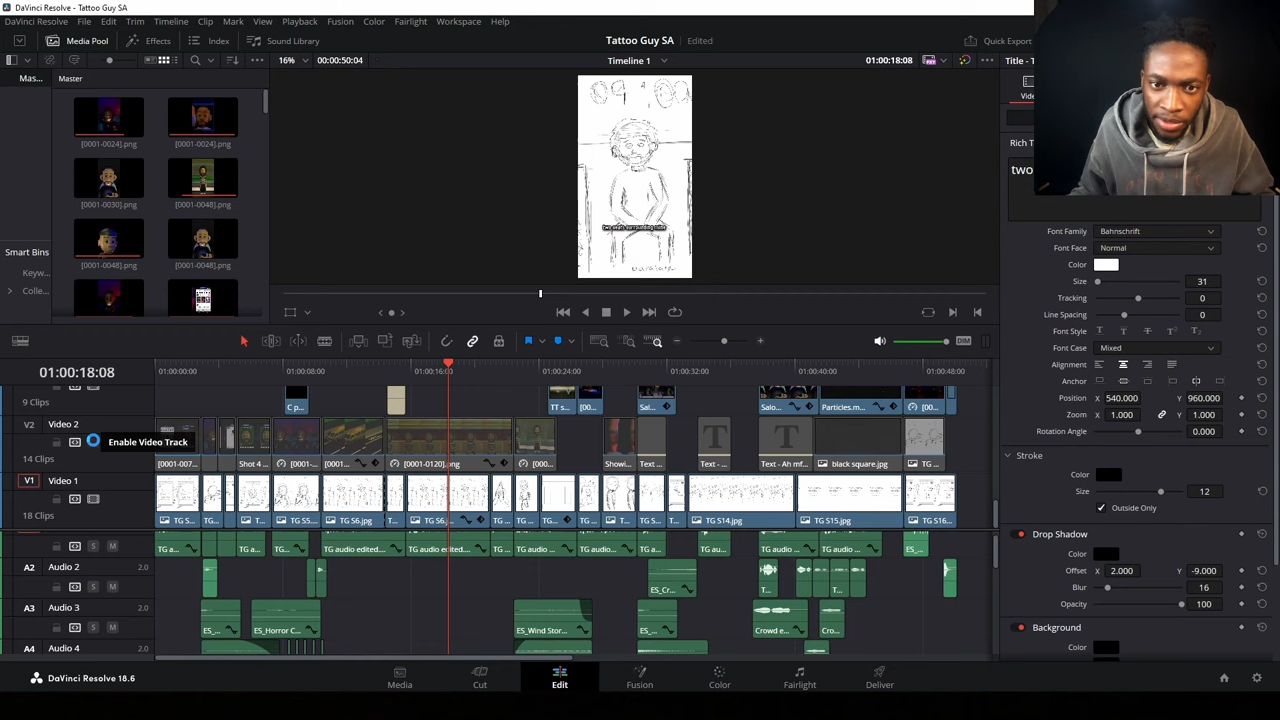 DaVinci Resolve - Tattoo Guy SA
DaVinci Resolve File Edit Trim Timeline Clip Mark View Playback Fusion Color Fairlight Workspace Help
Media Pool Effects Index Sound Library Tattoo Guy SA Edited Quick Export
16% 00:00:50:04 Timeline 1 01:00:18:08 Title - T
Mas... Master
[0001-0024].png [0001-0024].png
[0001-0030].png [0001-0048].png
[0001-0048].png [0001-0048].png
Smart Bins
Keyw...
Colle...
two seats surrounding mine
Vid
Rich T
two
Font Family Bahnschrift
Font Face Normal
Color
Size 31
Tracking 0
Line Spacing 0
Font Style T T T T² T₂
Font Case Mixed
Alignment
Anchor
Position X 540.000 Y 960.000
Zoom X 1.000 Y 1.000
Rotation Angle 0.000
Stroke
Color
Size 12
Outside Only
Drop Shadow
Color
Offset X 2.000 Y -9.000
Blur 16
Opacity 100
Background
Color
DIM
01:00:18:08 01:00:00:00 01:00:08:00 01:00:16:00 01:00:24:00 01:00:32:00 01:00:40:00 01:00:48:00
9 Clips C p... TT s... [00... Sal... Salo... Particles.m... [00...
V2 Video 2
Enable Video Track
14 Clips [0001-007... Shot 4 ... [0001-... [0001... [0001-0120].png [000... Showi... Text ... Text - ... Text - Ah mf... black square.jpg TG ...
V1 Video 1
18 Clips TG S... TG... T... TG S5... TG S6.jpg T... TG S6.jpg TG ... TG S... TG S... TG S... TG ... T... TG S14.jpg TG S15.jpg TG S16...
S M TG a... TG a... TG ... TG audio edited... TG audio edited... TG ... TG audio ... TG audio ... TG a... TG au... TG audio ... TG audio ... ES_...
A2 Audio 2 2.0
S M ES_Cr... T... T...
A3 Audio 3 2.0
S M ES_... ES_Horror C... ES_Wind Stor... ES_... Crowd e... Cro...
A4 Audio 4 2.0
DaVinci Resolve 18.6 Media Cut Edit Fusion Color Fairlight Deliver